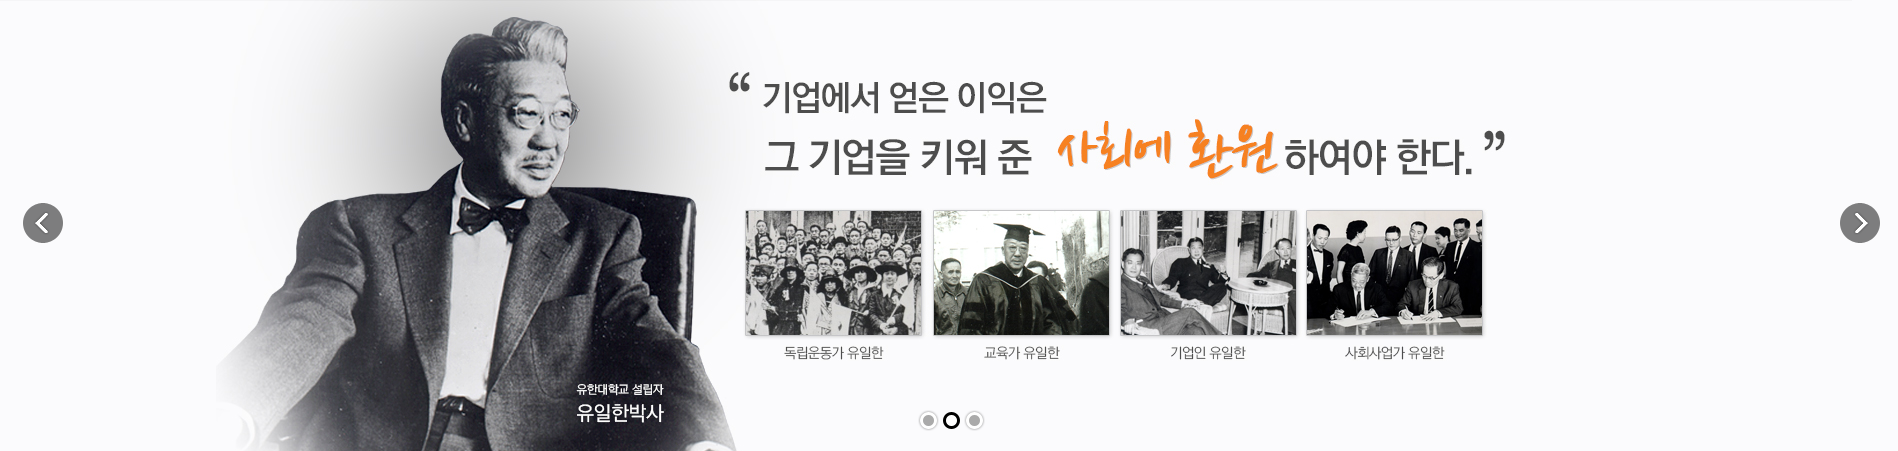 “ 기업에서 얻은 이익은
그 기업을 키워 준 사회에 환원 하여야 한다. ”
독립운동가 유일한
교육가 유일한
기업인 유일한
사회사업가 유일한
유한대학교 설립자
유일한박사